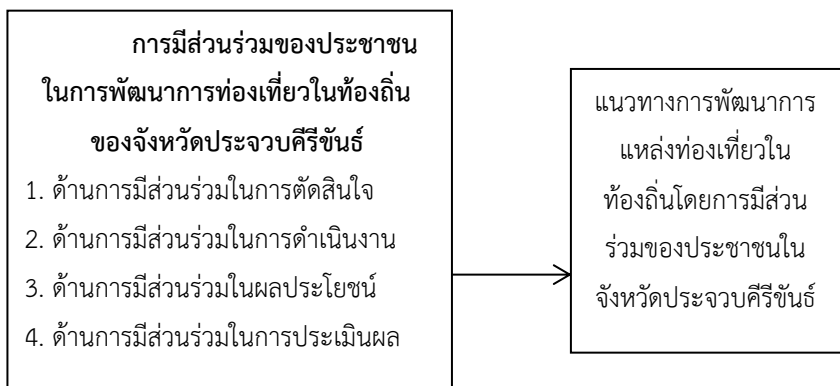 การมีส่วนร่วมของประชาชน
ในการพัฒนาการท่องเที่ยวในท้องถิ่น
ของจังหวัดประจวบคีรีขันธ์
1. ด้านการมีส่วนร่วมในการตัดสินใจ
2. ด้านการมีส่วนร่วมในการดำเนินงาน
3. ด้านการมีส่วนร่วมในผลประโยชน์
4. ด้านการมีส่วนร่วมในการประเมินผล
แนวทางการพัฒนาการ
แหล่งท่องเที่ยวใน
ท้องถิ่นโดยการมีส่วน
ร่วมของประชาชนใน
จังหวัดประจวบคีรีขันธ์